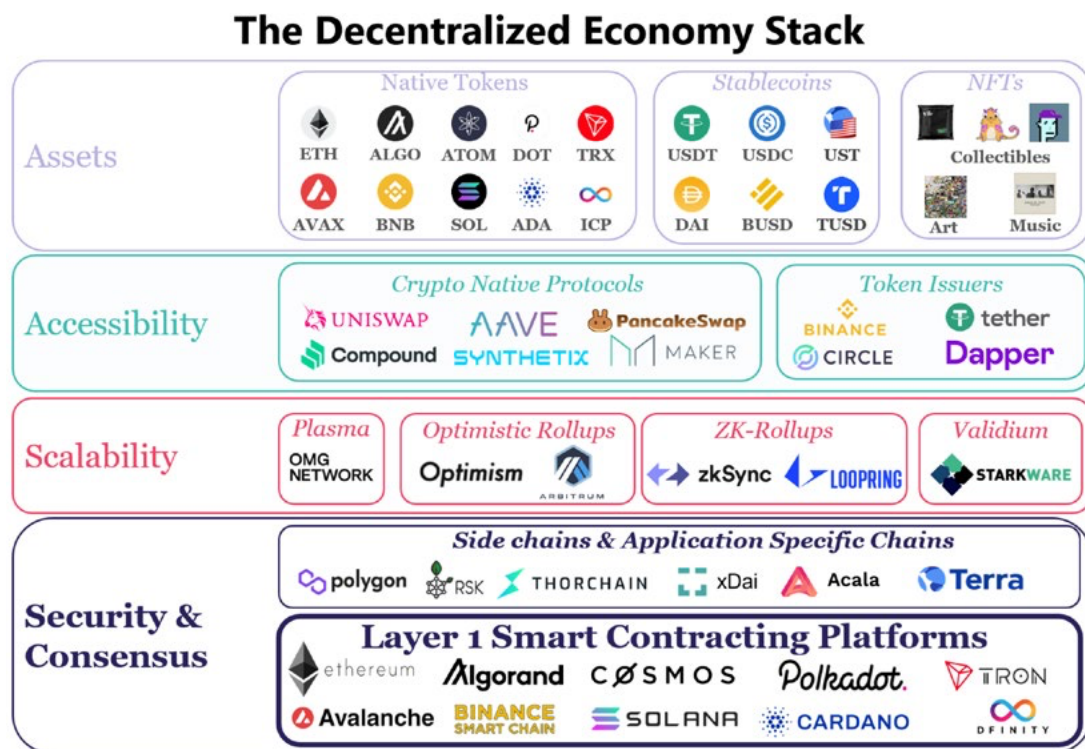 The Decentralized Economy Stack
Assets
Native Tokens
ETH ALGO ATOM DOT TRX
AVAX BNB SOL ADA ICP
Stablecoins
USDT USDC UST
DAI BUSD TUSD
NFTs
Collectibles
Art Music
Accessibility
Crypto Native Protocols
UNISWAP AAVE PancakeSwap
Compound SYNTHETIX MAKER
Token Issuers
BINANCE tether
CIRCLE Dapper
Scalability
Plasma
OMG
NETWORK
Optimistic Rollups
Optimism ARBITRUM
ZK-Rollups
zkSync LOOPRING
Validium
STARKWARE
Security &
Consensus
Side chains & Application Specific Chains
polygon RSK THORCHAIN xDai Acala Terra
Layer 1 Smart Contracting Platforms
ethereum Algorand COSMOS Polkadot. TRON
Avalanche BINANCE
SMART CHAIN SOLANA CARDANO DFINITY